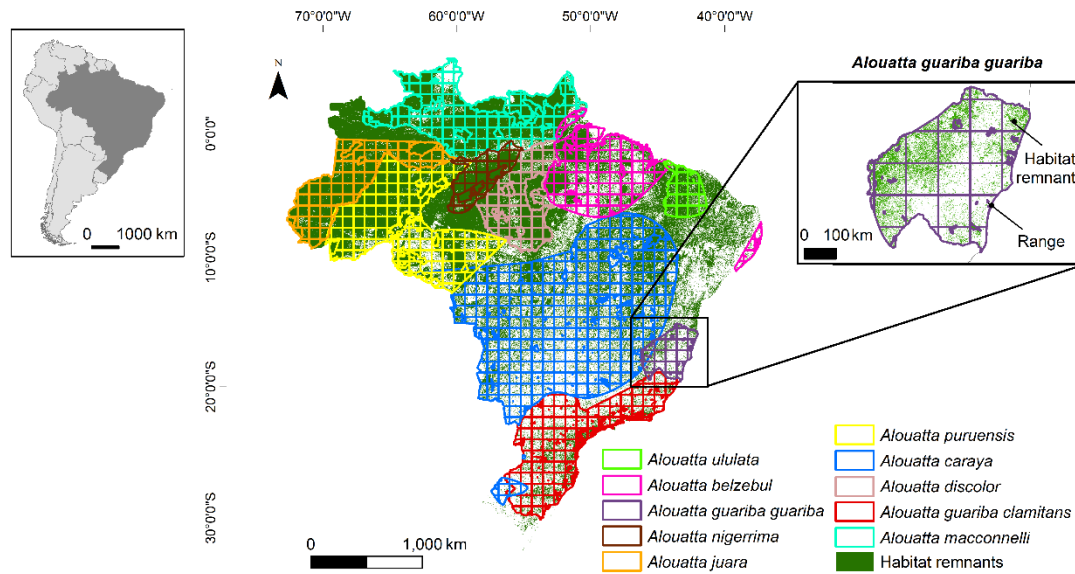 70°0'0"W
60°0'0"W
50°0'0"W
40°0'0"W
N
0 1000 km
Alouatta guariba guariba
Habitat
remnant
Range
0 100 km
0°0'0"
10°0'0"S
20°0'0"S
30°0'0"S
0 1,000 km
Alouatta ululata
Alouatta belzebul
Alouatta guariba guariba
Alouatta nigerrima
Alouatta juara
Alouatta puruensis
Alouatta caraya
Alouatta discolor
Alouatta guariba clamitans
Alouatta macconnelli
Habitat remnants